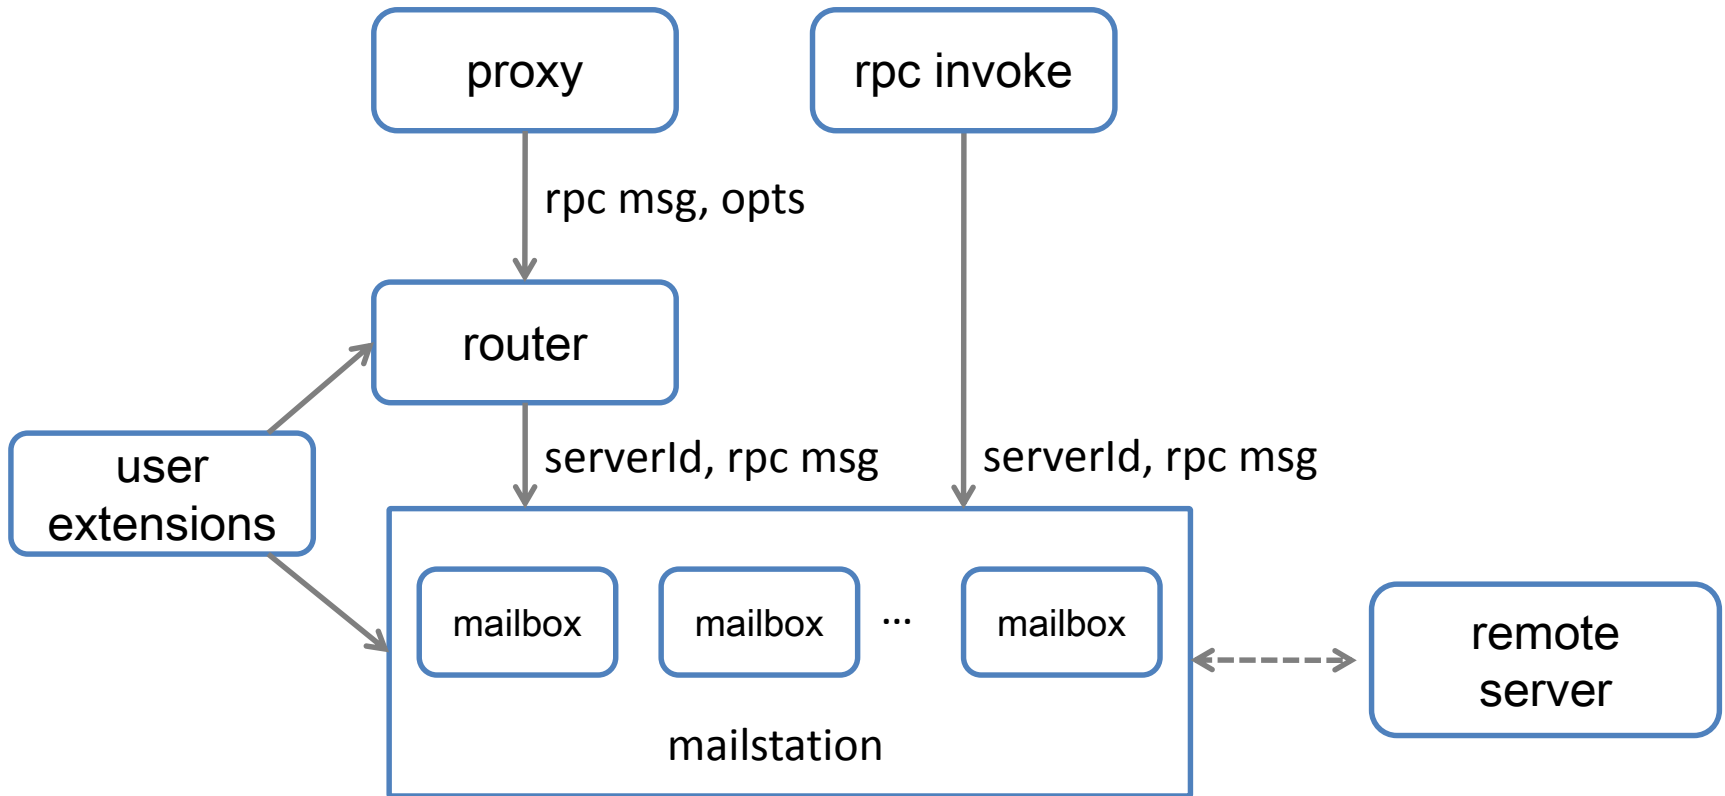 proxy
rpc invoke
rpc msg, opts
router
user
extensions
serverId, rpc msg
serverId, rpc msg
mailbox
mailbox
...
mailbox
mailstation
remote
server